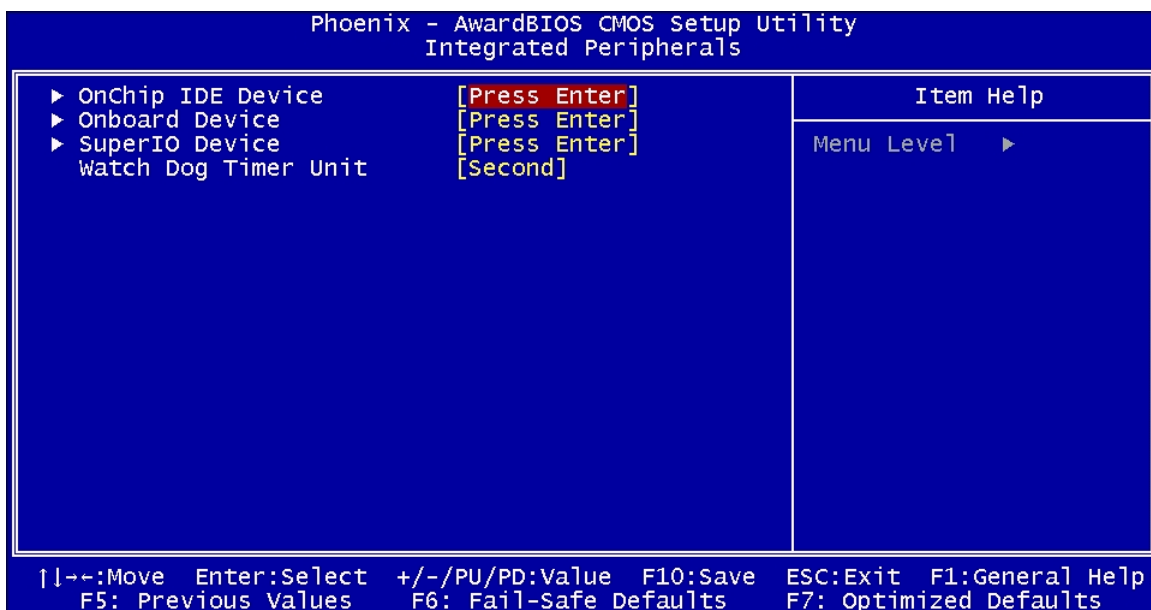 Phoenix - AwardBIOS CMOS Setup Utility
Integrated Peripherals
▶ OnChip IDE Device [Press Enter]
▶ Onboard Device [Press Enter]
▶ SuperIO Device [Press Enter]
Watch Dog Timer Unit [Second]
Item Help
Menu Level ▶
↑↓→←:Move Enter:Select +/-/PU/PD:Value F10:Save ESC:Exit F1:General Help
F5: Previous Values F6: Fail-Safe Defaults F7: Optimized Defaults